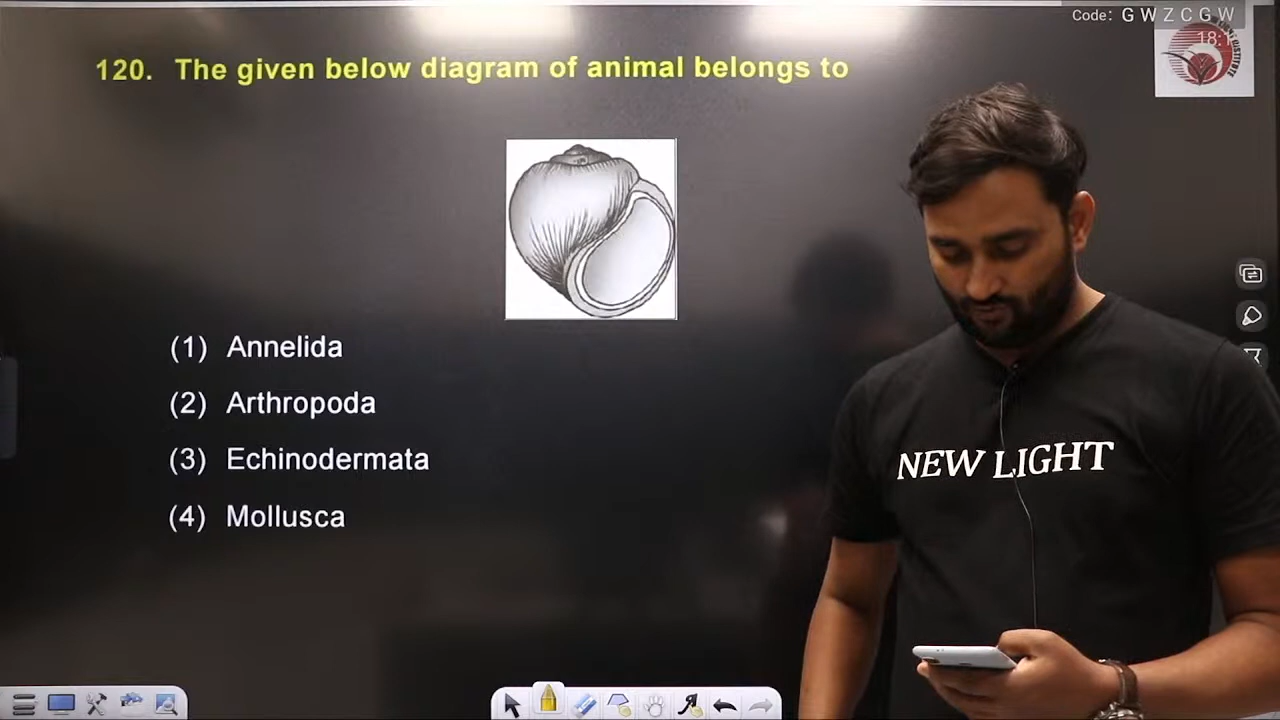 Code: G W Z C G W
120. The given below diagram of animal belongs to
(1) Annelida
(2) Arthropoda
(3) Echinodermata
(4) Mollusca
NEW LIGHT